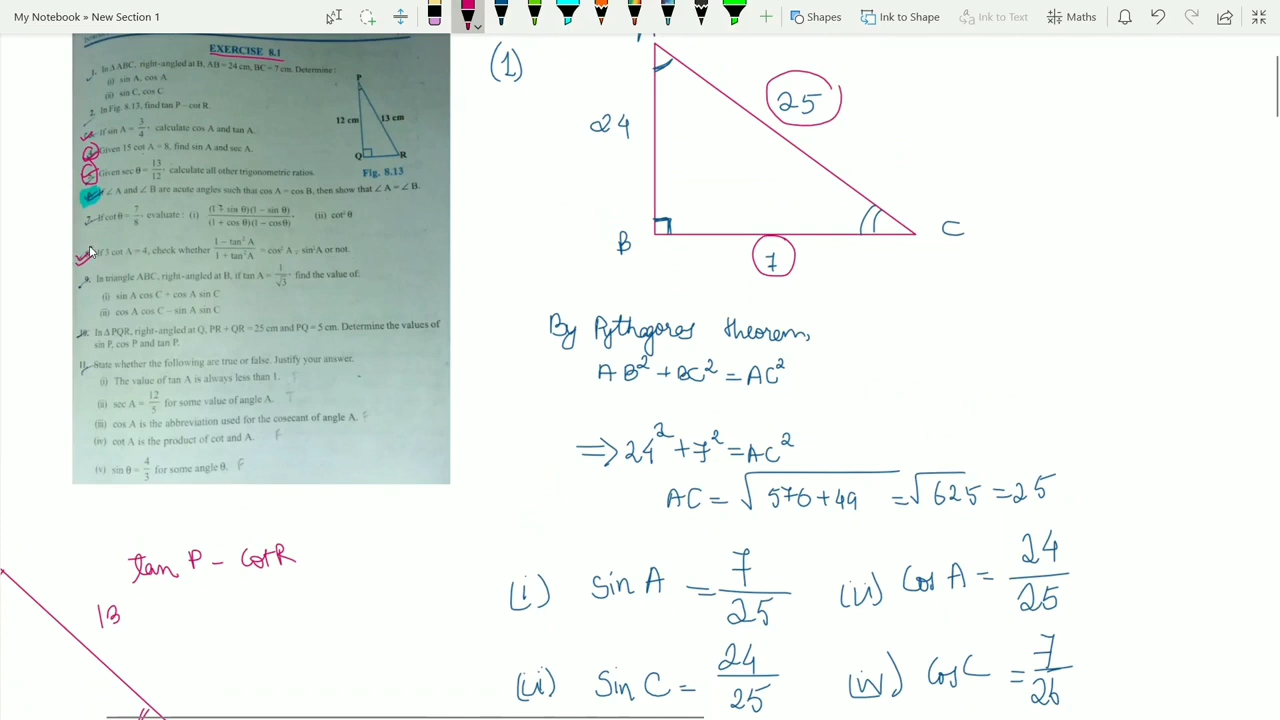 My Notebook » New Section 1
Shapes
Ink to Shape
Ink to Text
Maths
EXERCISE 8.1
1. In Δ ABC, right-angled at B, AB = 24 cm, BC = 7 cm. Determine :
(i) sin A, cos A
(ii) sin C, cos C
2. In Fig. 8.13, find tan P – cot R.
If sin A = 3/4, calculate cos A and tan A.
Given 15 cot A = 8, find sin A and sec A.
Given sec θ = 13/12, calculate all other trigonometric ratios.
∠ A and ∠ B are acute angles such that cos A = cos B, then show that ∠ A = ∠ B.
7. If cot θ = 7/8, evaluate : (i) (1 + sin θ)(1 – sin θ)/(1 + cos θ)(1 – cos θ), (ii) cot² θ
If 3 cot A = 4, check whether 1 – tan² A/1 + tan² A = cos² A – sin² A or not.
9. In triangle ABC, right-angled at B, if tan A = 1/√3, find the value of:
(i) sin A cos C + cos A sin C
(ii) cos A cos C – sin A sin C
10. In Δ PQR, right-angled at Q, PR + QR = 25 cm and PQ = 5 cm. Determine the values of
sin P, cos P and tan P.
11. State whether the following are true or false. Justify your answer.
(i) The value of tan A is always less than 1. F
(ii) sec A = 12/5 for some value of angle A. T
(iii) cos A is the abbreviation used for the cosecant of angle A. F
(iv) cot A is the product of cot and A. F
(v) sin θ = 4/3 for some angle θ. F
P
12 cm
13 cm
Q
R
Fig. 8.13
tan P - cot R
13
(1)
24
25
B
7
C
By Pythagores theorem,
AB² + BC² = AC²
⇒ 24² + 7² = AC²
AC = √576+49 = √625 = 25
(i) Sin A = 7/25 (ii) Cos A = 24/25
(iii) Sin C = 24/25 (iv) Cos C = 7/25